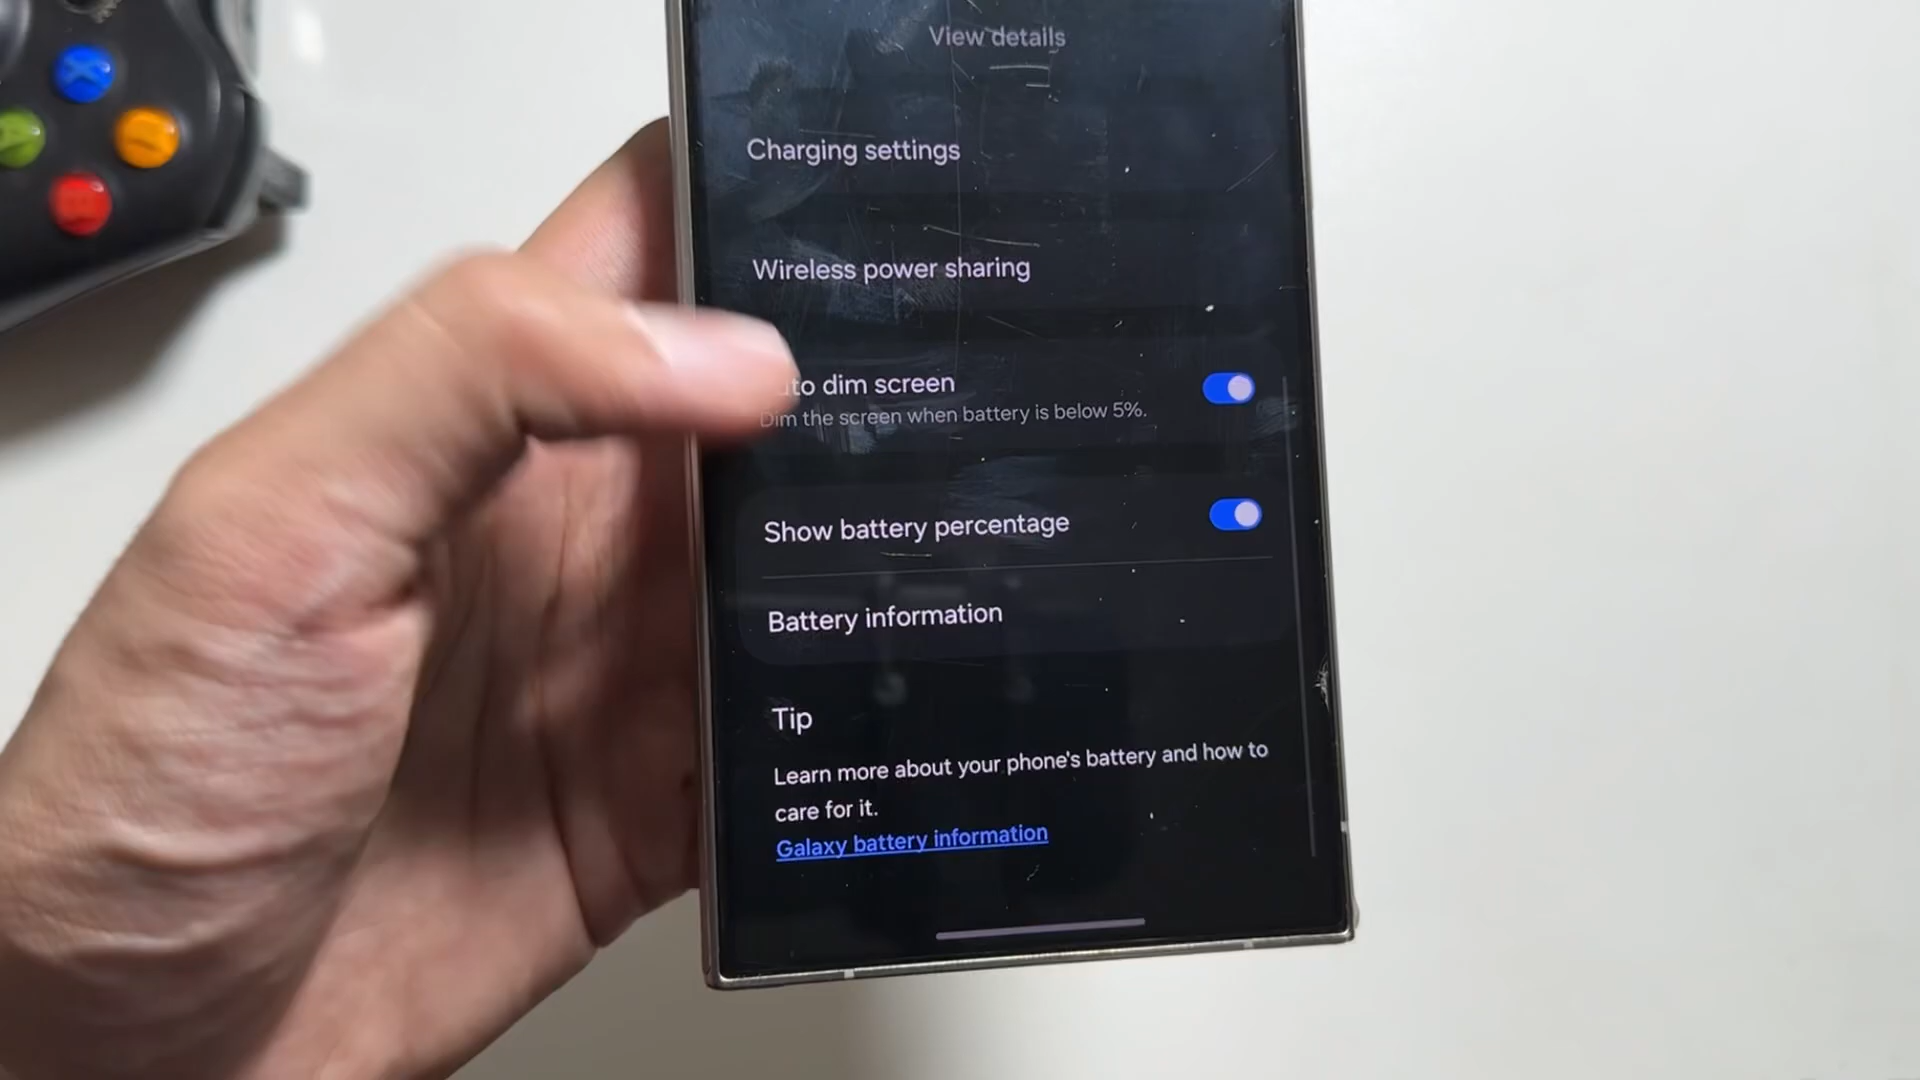 View details
Charging settings
Wireless power sharing
to dim screen
Dim the screen when battery is below 5%.
Show battery percentage
Battery information
Tip
Learn more about your phone's battery and how to
care for it.
Galaxy battery information
X